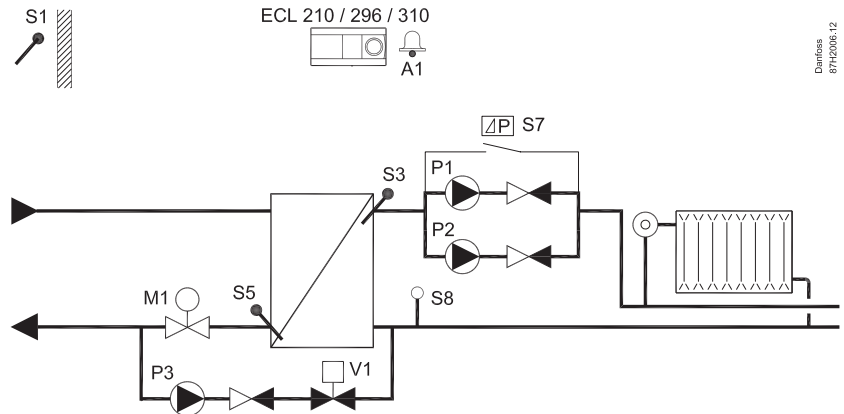 S1
ECL 210 / 296 / 310
A1
Danfoss
87H2006.12
P S7
P1
S3
P2
M1
S5
S8
P3
V1